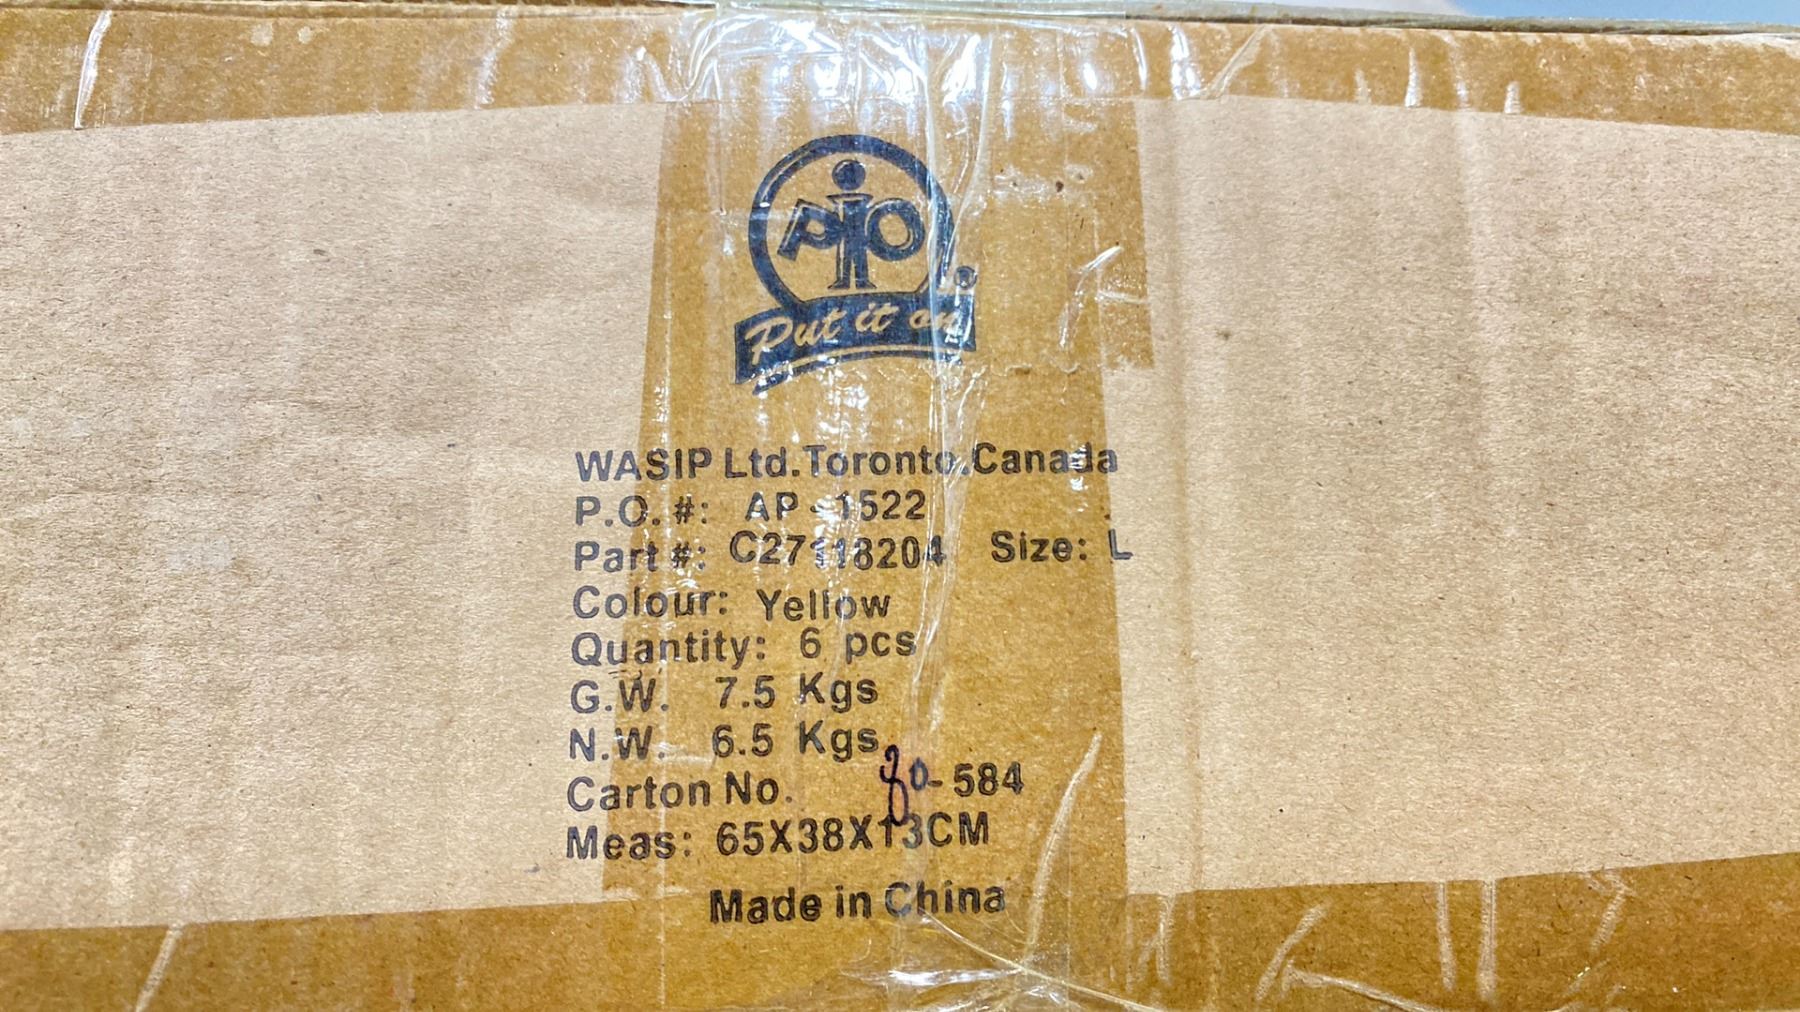 PiO
®
Put it on
WASIP Ltd. Toronto, Canada
P.O. #: AP - 1522
Part #: C27118204 Size: L
Colour: Yellow
Quantity: 6 pcs
G.W. 7.5 Kgs
N.W. 6.5 Kgs
Carton No. -584
Meas: 65X38X13CM
Made in China